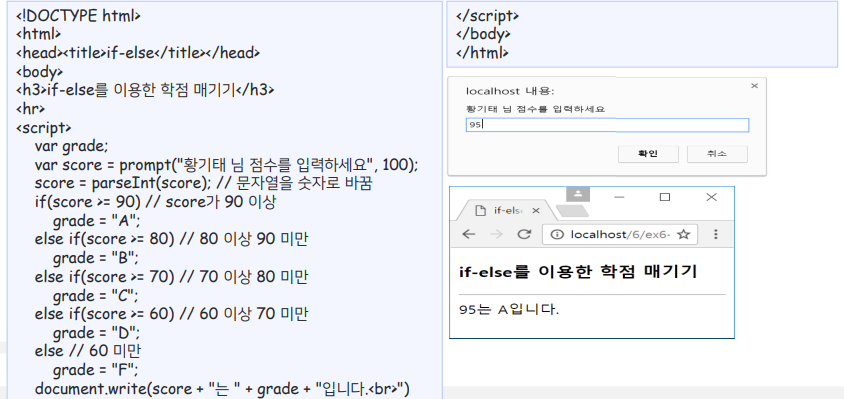 <!DOCTYPE html>
<html>
<head><title>if-else</title></head>
<body>
<h3>if-else를 이용한 학점 매기기</h3>
<hr>
<script>
var grade;
var score = prompt("황기태 님 점수를 입력하세요", 100);
score = parseInt(score); // 문자열을 숫자로 바꿈
if(score >= 90) // score가 90 이상
grade = "A";
else if(score >= 80) // 80 이상 90 미만
grade = "B";
else if(score >= 70) // 70 이상 80 미만
grade = "C";
else if(score >= 60) // 60 이상 70 미만
grade = "D";
else // 60 미만
grade = "F";
document.write(score + "는 " + grade + "입니다.<br>")
</script>
</body>
</html>
localhost 내용:
황기태 님 점수를 입력하세요
95
확인 취소
if-else
localhost/6/ex6-
if-else를 이용한 학점 매기기
95는 A입니다.